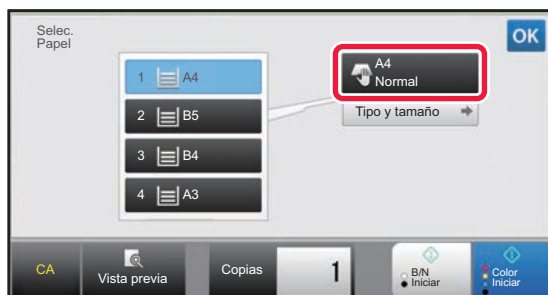 Selec.
Papel
OK
1 A4
2 B5
3 B4
4 A3
A4
Normal
Tipo y tamaño
CA
Vista previa
Copias
1
B/N
Iniciar
Color
Iniciar